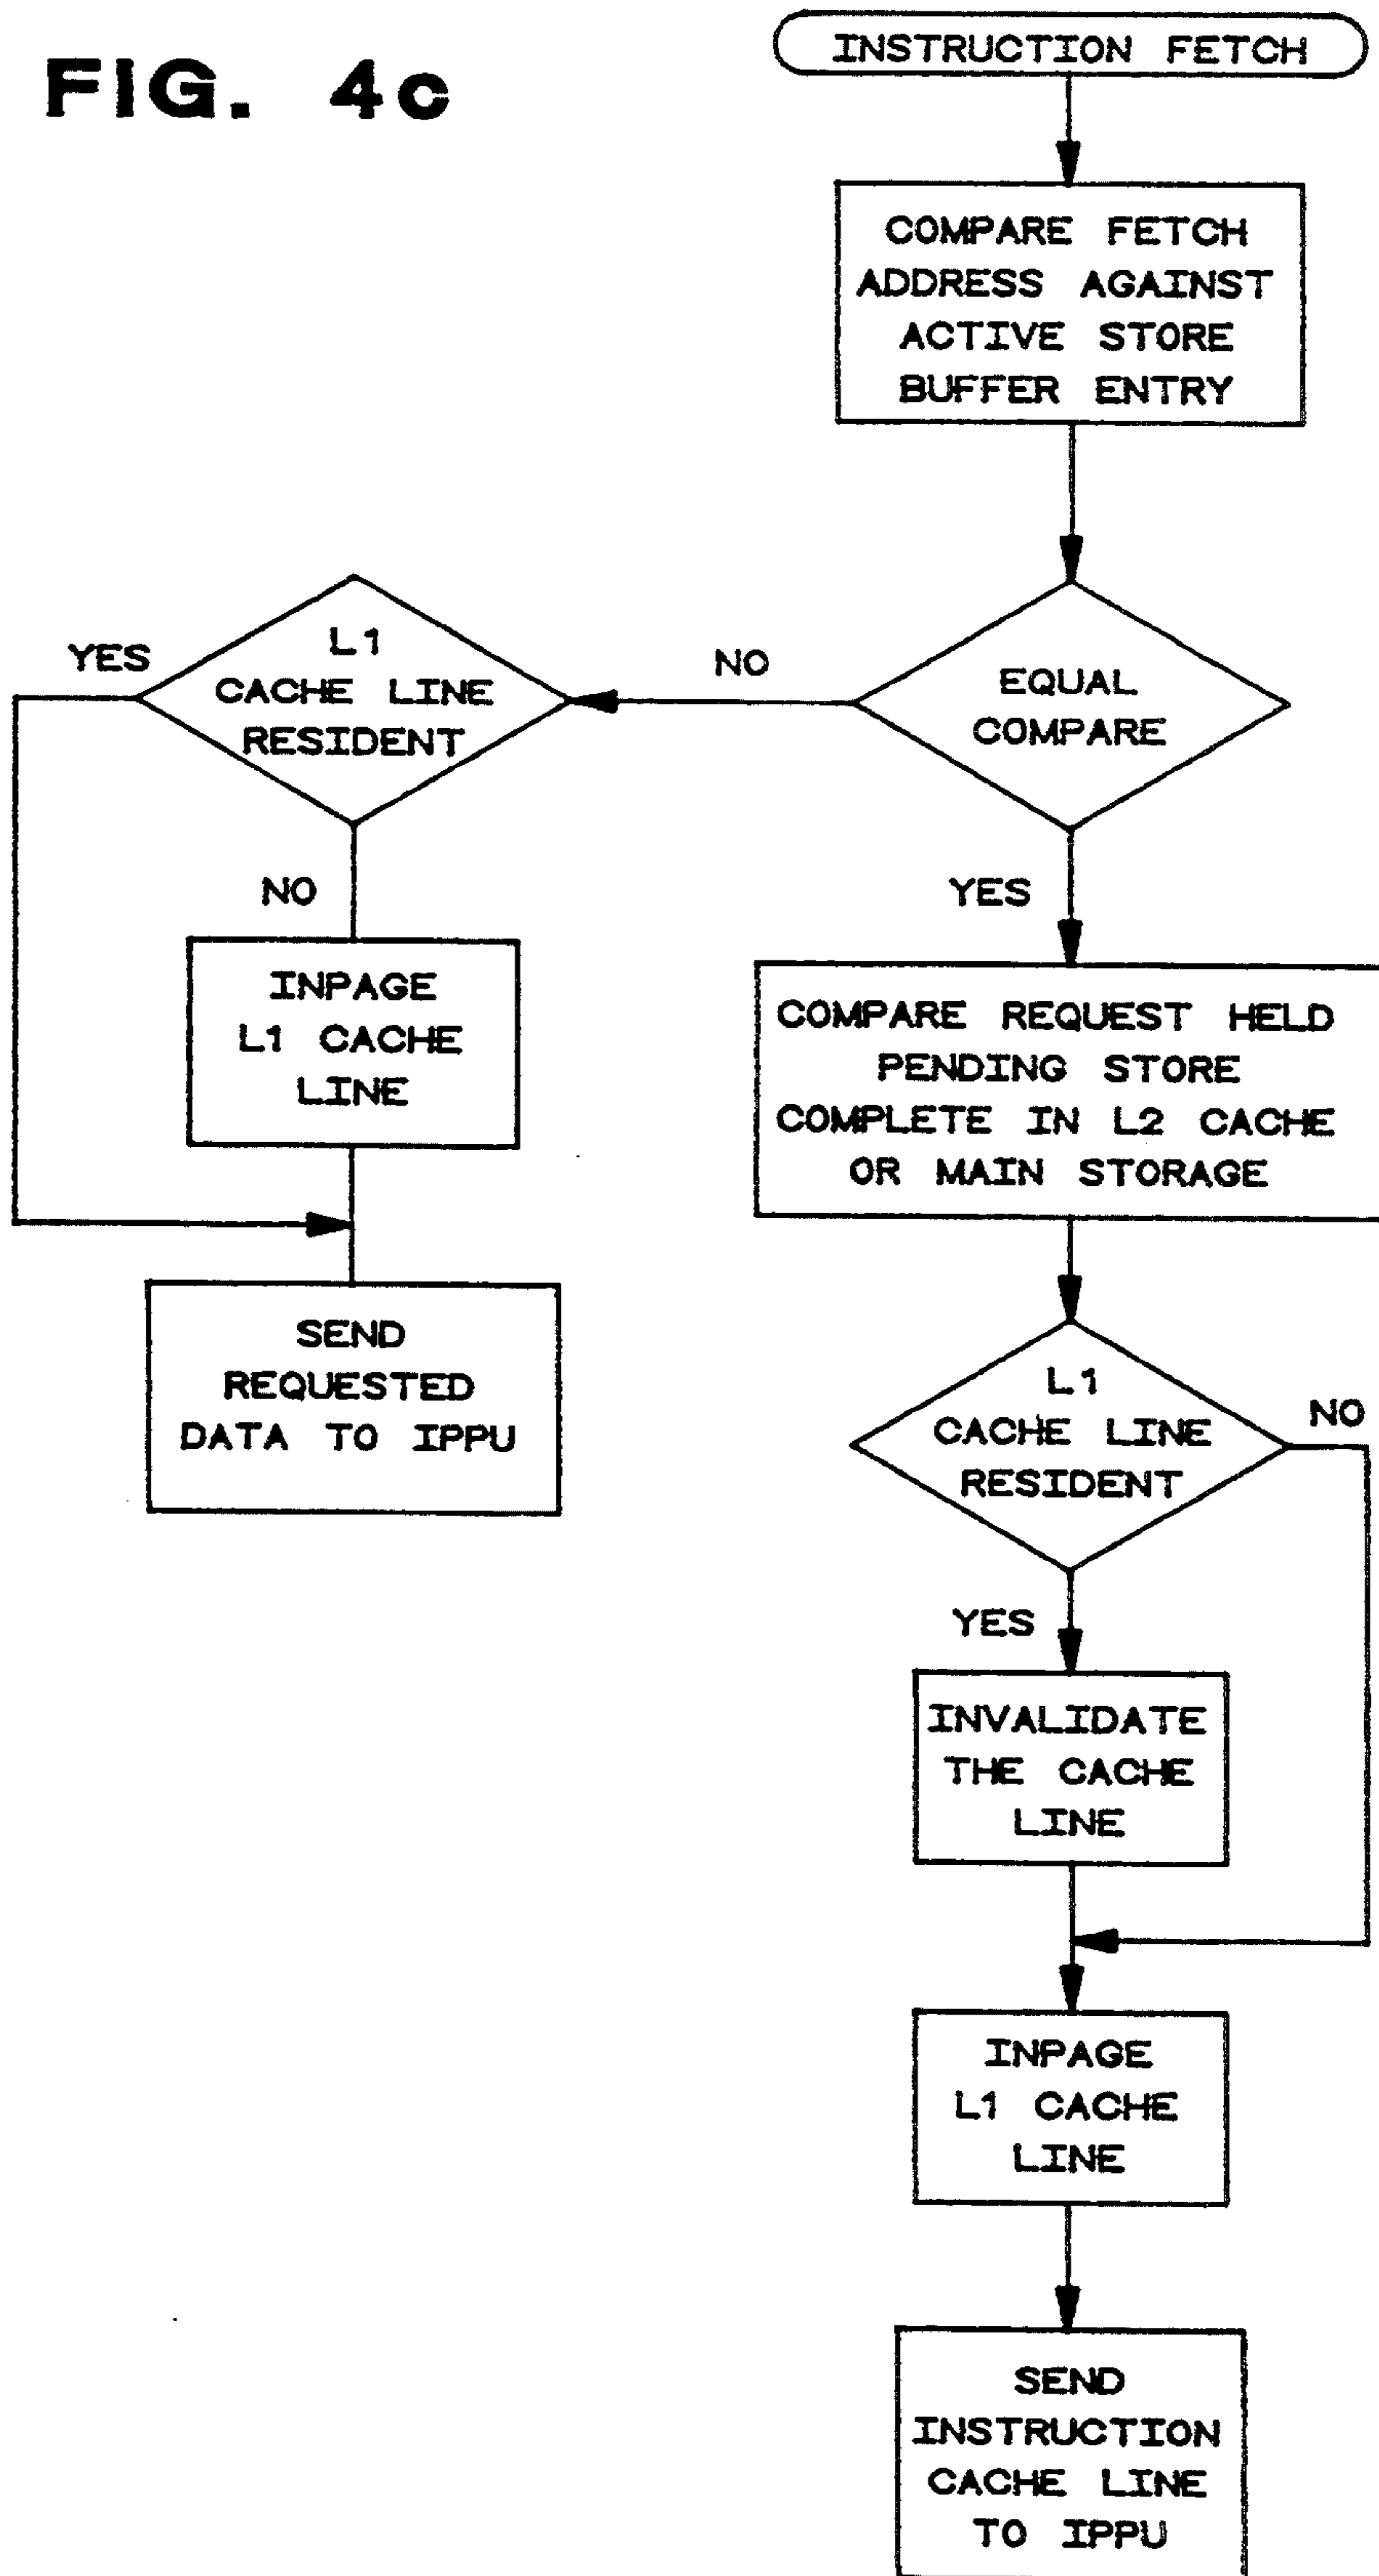 FIG. 4c
INSTRUCTION FETCH
COMPARE FETCH
ADDRESS AGAINST
ACTIVE STORE
BUFFER ENTRY
EQUAL
COMPARE
NO
YES
L1
CACHE LINE
RESIDENT
YES
NO
INPAGE
L1 CACHE
LINE
SEND
REQUESTED
DATA TO IPPU
COMPARE REQUEST HELD
PENDING STORE
COMPLETE IN L2 CACHE
OR MAIN STORAGE
L1
CACHE LINE
RESIDENT
NO
YES
INVALIDATE
THE CACHE
LINE
INPAGE
L1 CACHE
LINE
SEND
INSTRUCTION
CACHE LINE
TO IPPU